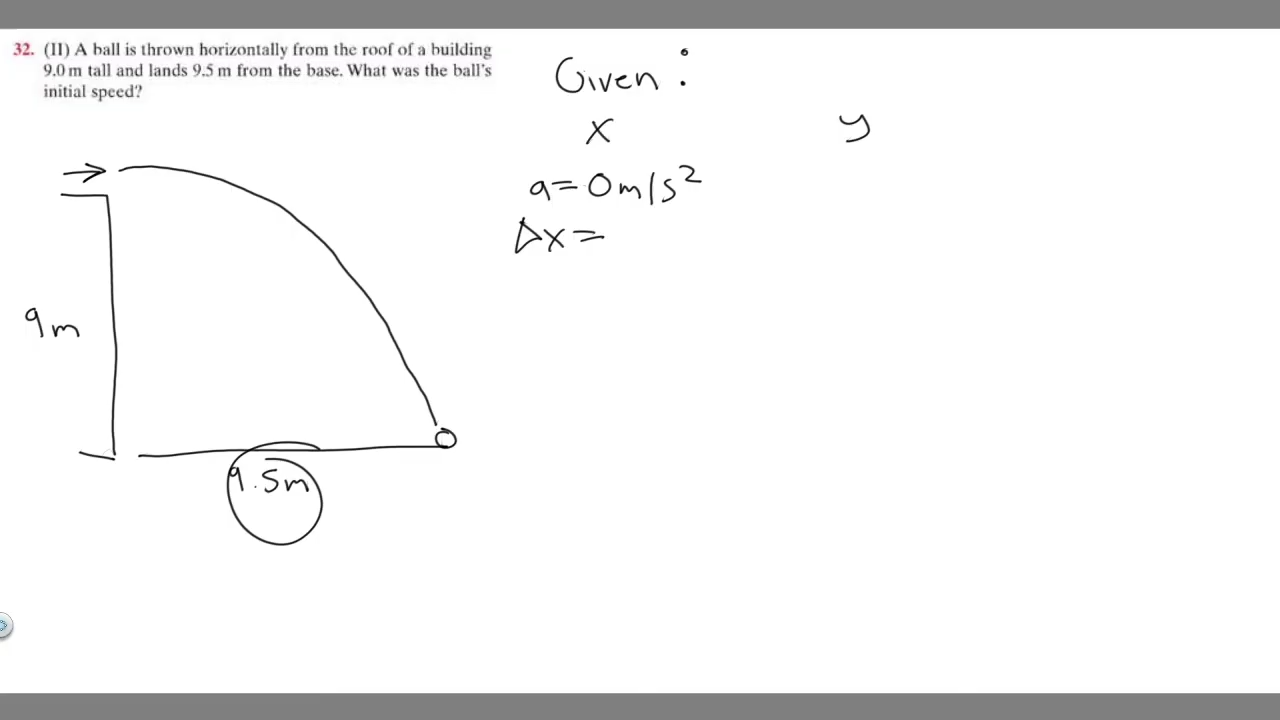 32. (II) A ball is thrown horizontally from the roof of a building
9.0 m tall and lands 9.5 m from the base. What was the ball's
initial speed?
Given :
x y
a = 0 m/s²
Δx =
9m
9.5m